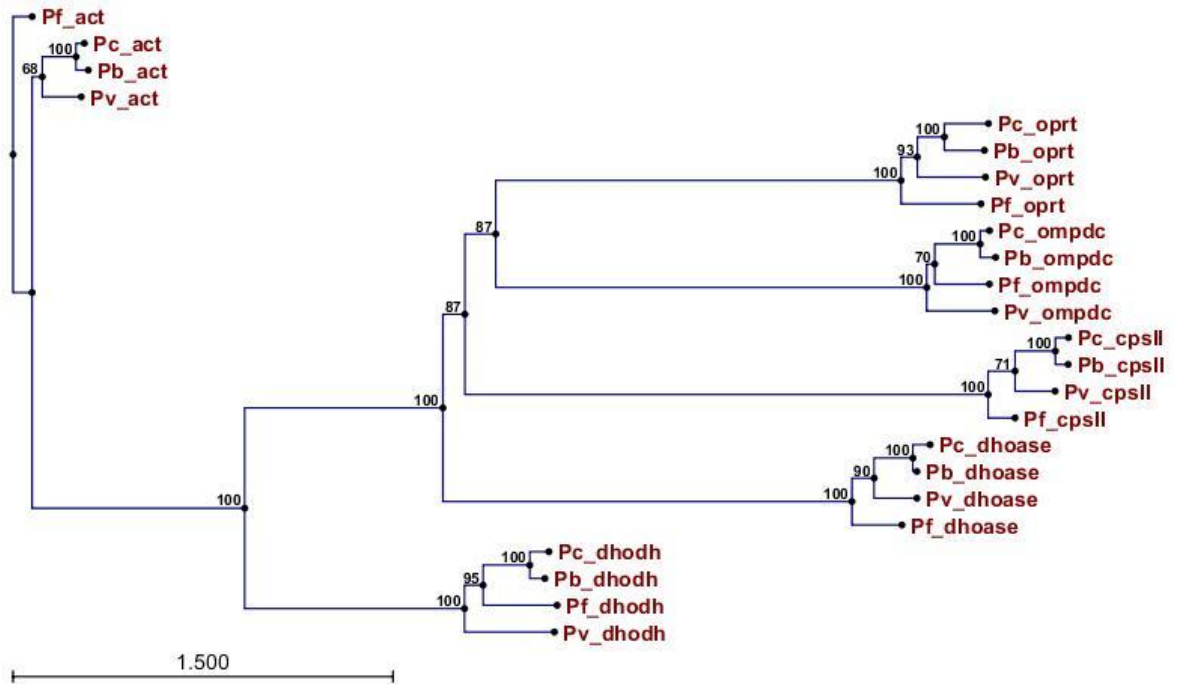 Pf_act
Pc_act
100
Pb_act
68
Pv_act
Pc_oprt
100
Pb_oprt
93
Pv_oprt
100
Pf_oprt
Pc_ompdc
87
100
Pb_ompdc
70
Pf_ompdc
100
Pv_ompdc
87
Pc_cpsII
100
Pb_cpsII
71
Pv_cpsII
100
Pf_cpsII
100
Pc_dhoase
100
Pb_dhoase
90
Pv_dhoase
100
Pf_dhoase
100
Pc_dhodh
100
Pb_dhodh
95
Pf_dhodh
100
Pv_dhodh
1.500